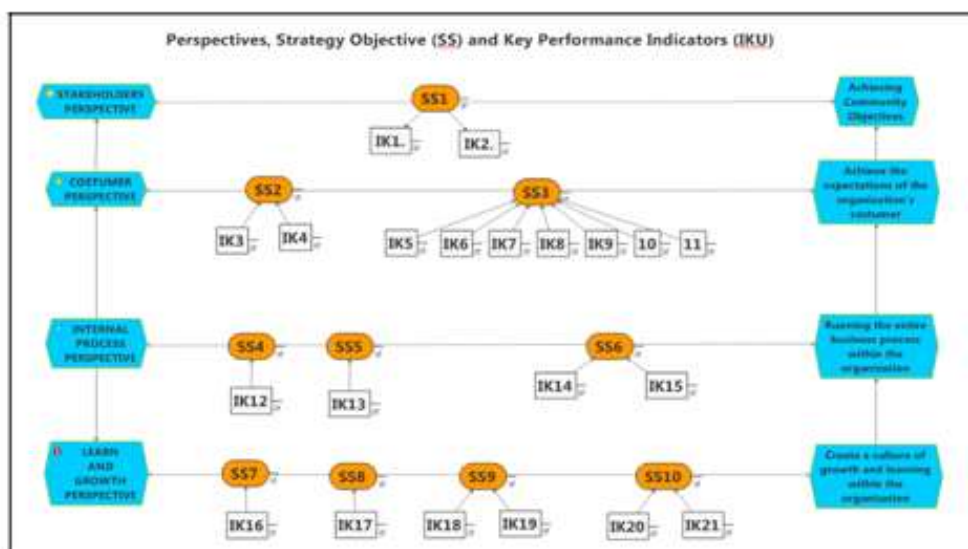 Perspectives, Strategy Objective (SS) and Key Performance Indicators (IKU)
STAKEHOLDERS
PERSPECTIVE
SS1
Achieving
Community
Objectives
IK1.
IK2.
COSTUMER
PERSPECTIVE
SS2
SS3
Achieve the
expectations of the
organization's
costumer
IK3
IK4
IK5
IK6
IK7
IK8
IK9
10
11
INTERNAL
PROCESS
PERSPECTIVE
SS4
SS5
SS6
Running the entire
business process
within the
organization
IK12
IK13
IK14
IK15
LEARN
AND
GROWTH
PERSPECTIVE
SS7
SS8
SS9
SS10
Create a culture of
growth and learning
within the
organization
IK16
IK17
IK18
IK19
IK20
IK21